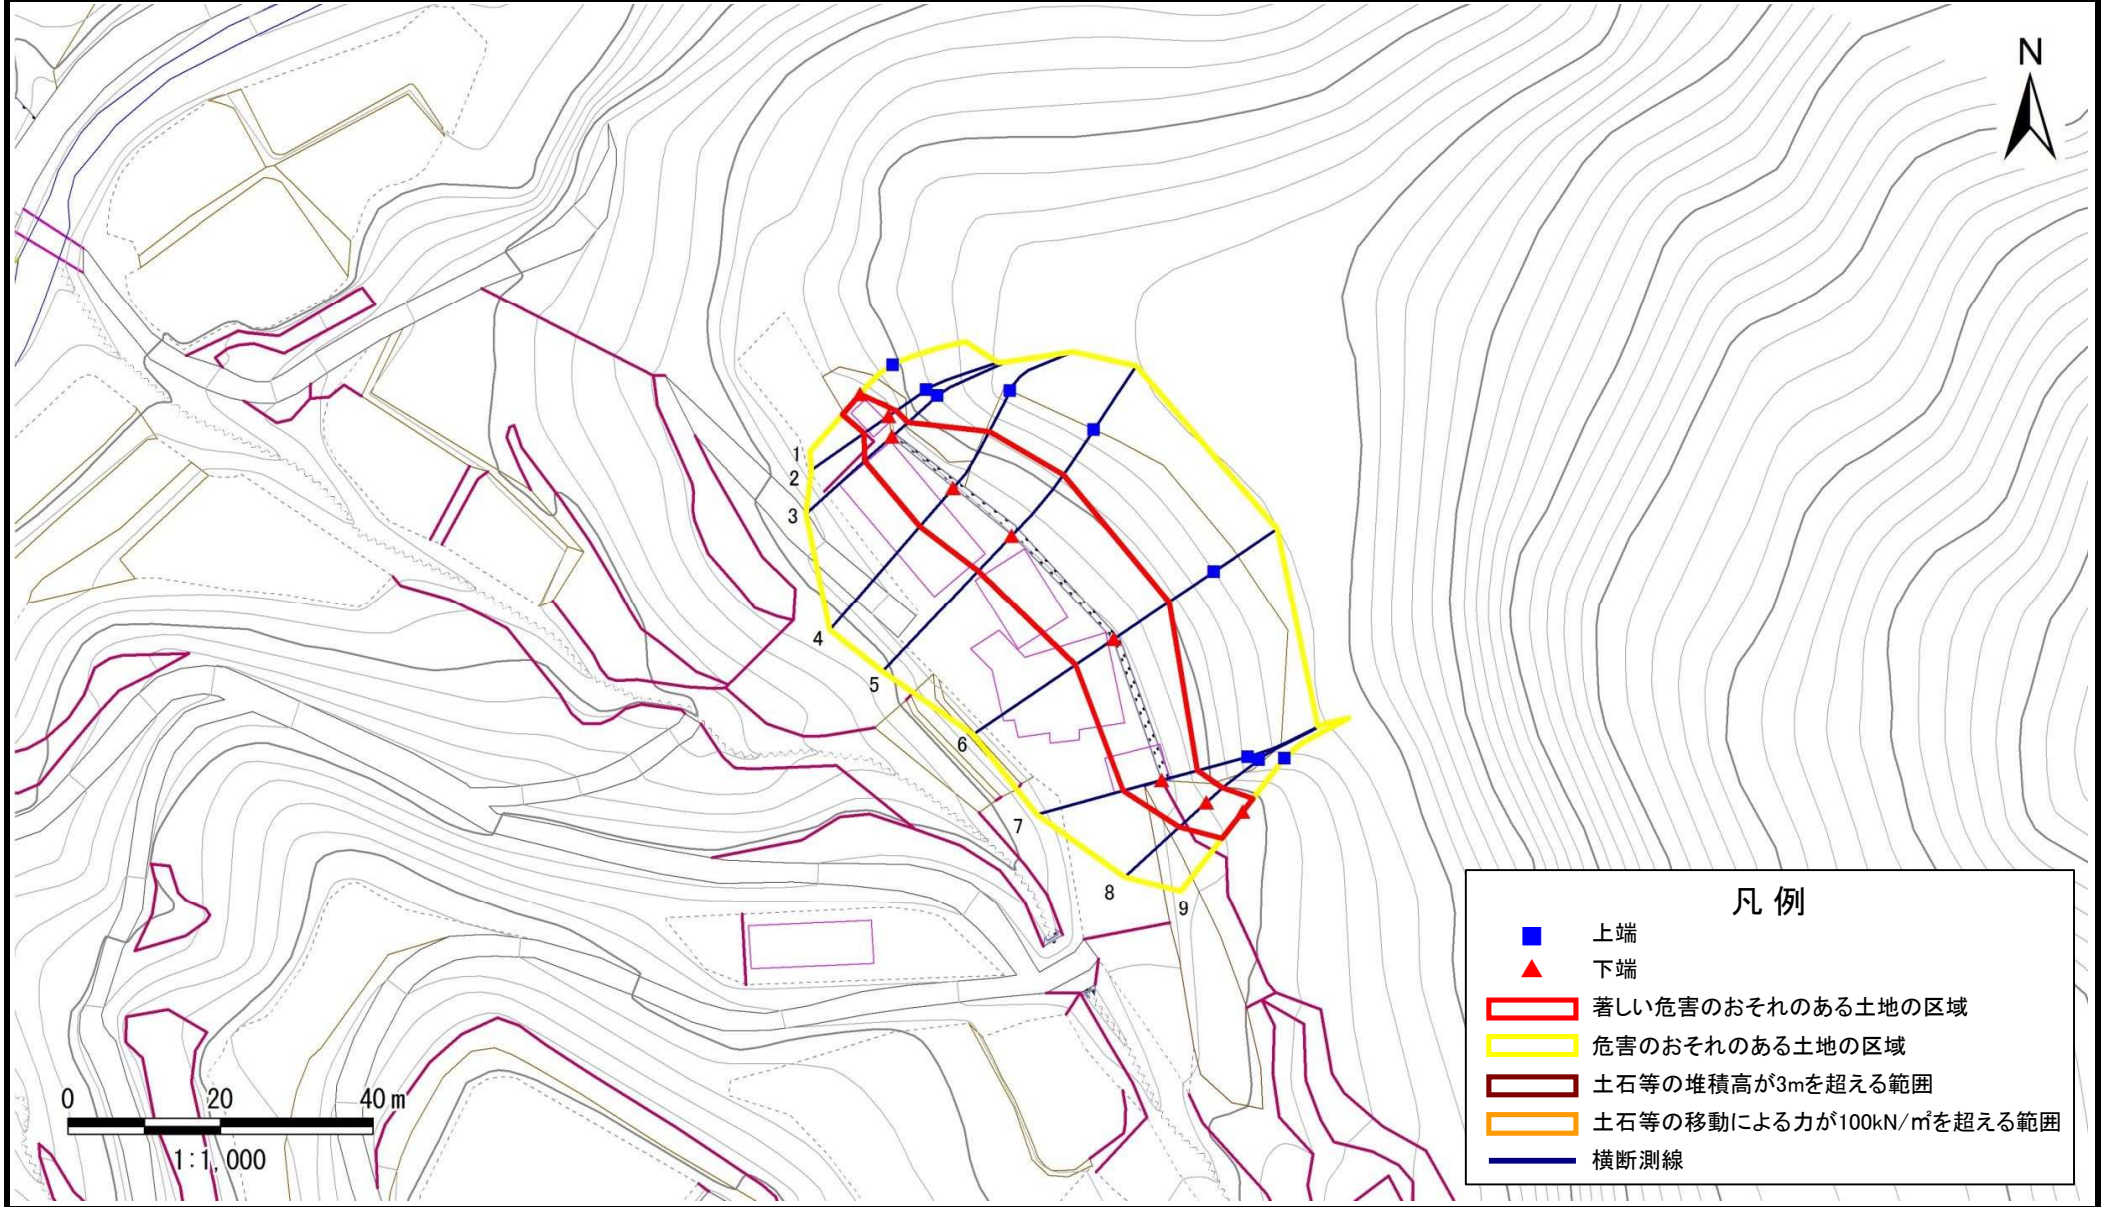 N
1
2
3
4
5
6
7
8
9
0 20 40 m
1:1,000
凡 例
上端
下端
著しい危害のおそれのある土地の区域
危害のおそれのある土地の区域
土石等の堆積高が3mを超える範囲
土石等の移動による力が100kN/㎡を超える範囲
横断測線